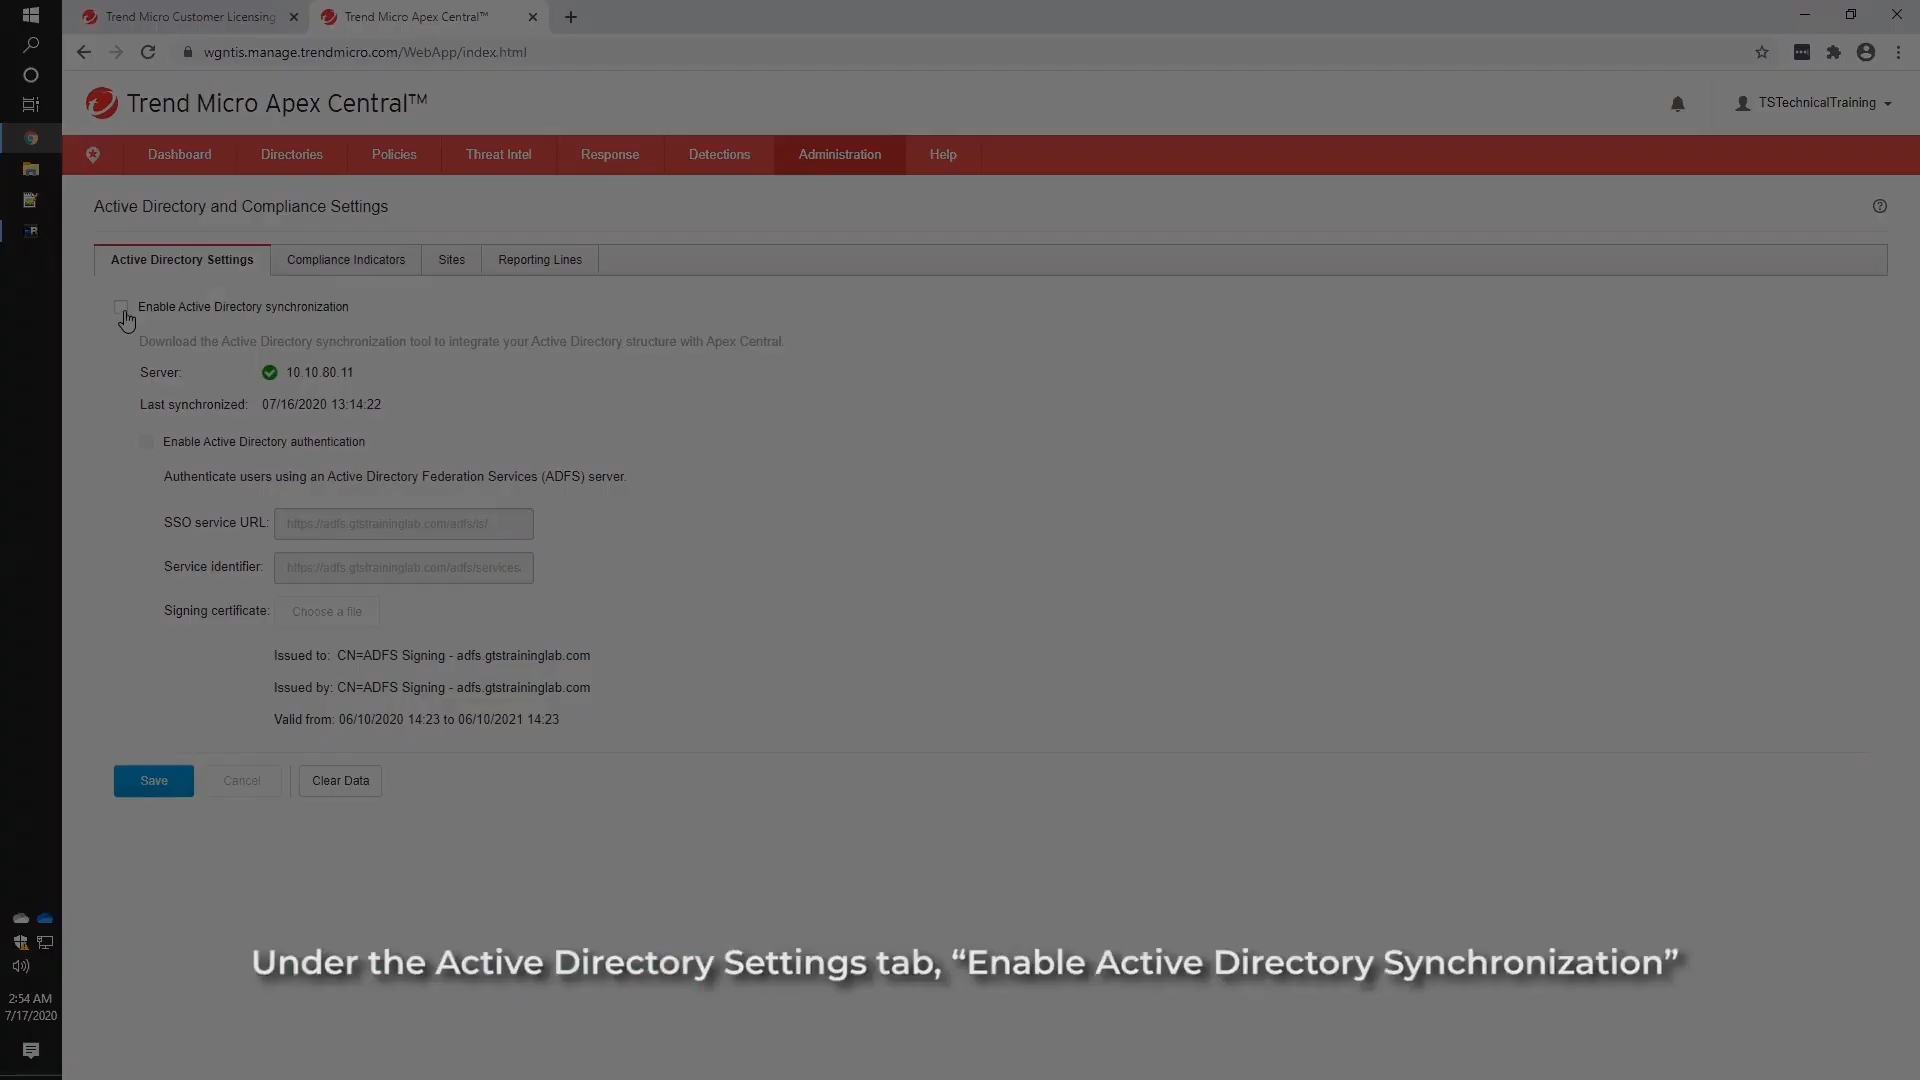 Trend Micro Customer Licensing
Trend Micro Apex Central™
wgntis.manage.trendmicro.com/WebApp/index.html
Trend Micro Apex Central™
TSTechnicalTraining
Dashboard Directories Policies Threat Intel Response Detections Administration Help
Active Directory and Compliance Settings
Active Directory Settings Compliance Indicators Sites Reporting Lines
Enable Active Directory synchronization
Download the Active Directory synchronization tool to integrate your Active Directory structure with Apex Central.
Server: 10.10.80.11
Last synchronized: 07/16/2020 13:14:22
Enable Active Directory authentication
Authenticate users using an Active Directory Federation Services (ADFS) server.
SSO service URL: https://adfs.gtstraininglab.com/adfs/ls/
Service identifier: https://adfs.gtstraininglab.com/adfs/services
Signing certificate: Choose a file
Issued to: CN=ADFS Signing - adfs.gtstraininglab.com
Issued by: CN=ADFS Signing - adfs.gtstraininglab.com
Valid from: 06/10/2020 14:23 to 06/10/2021 14:23
Save Cancel Clear Data
Under the Active Directory Settings tab, “Enable Active Directory Synchronization”
2:54 AM
7/17/2020